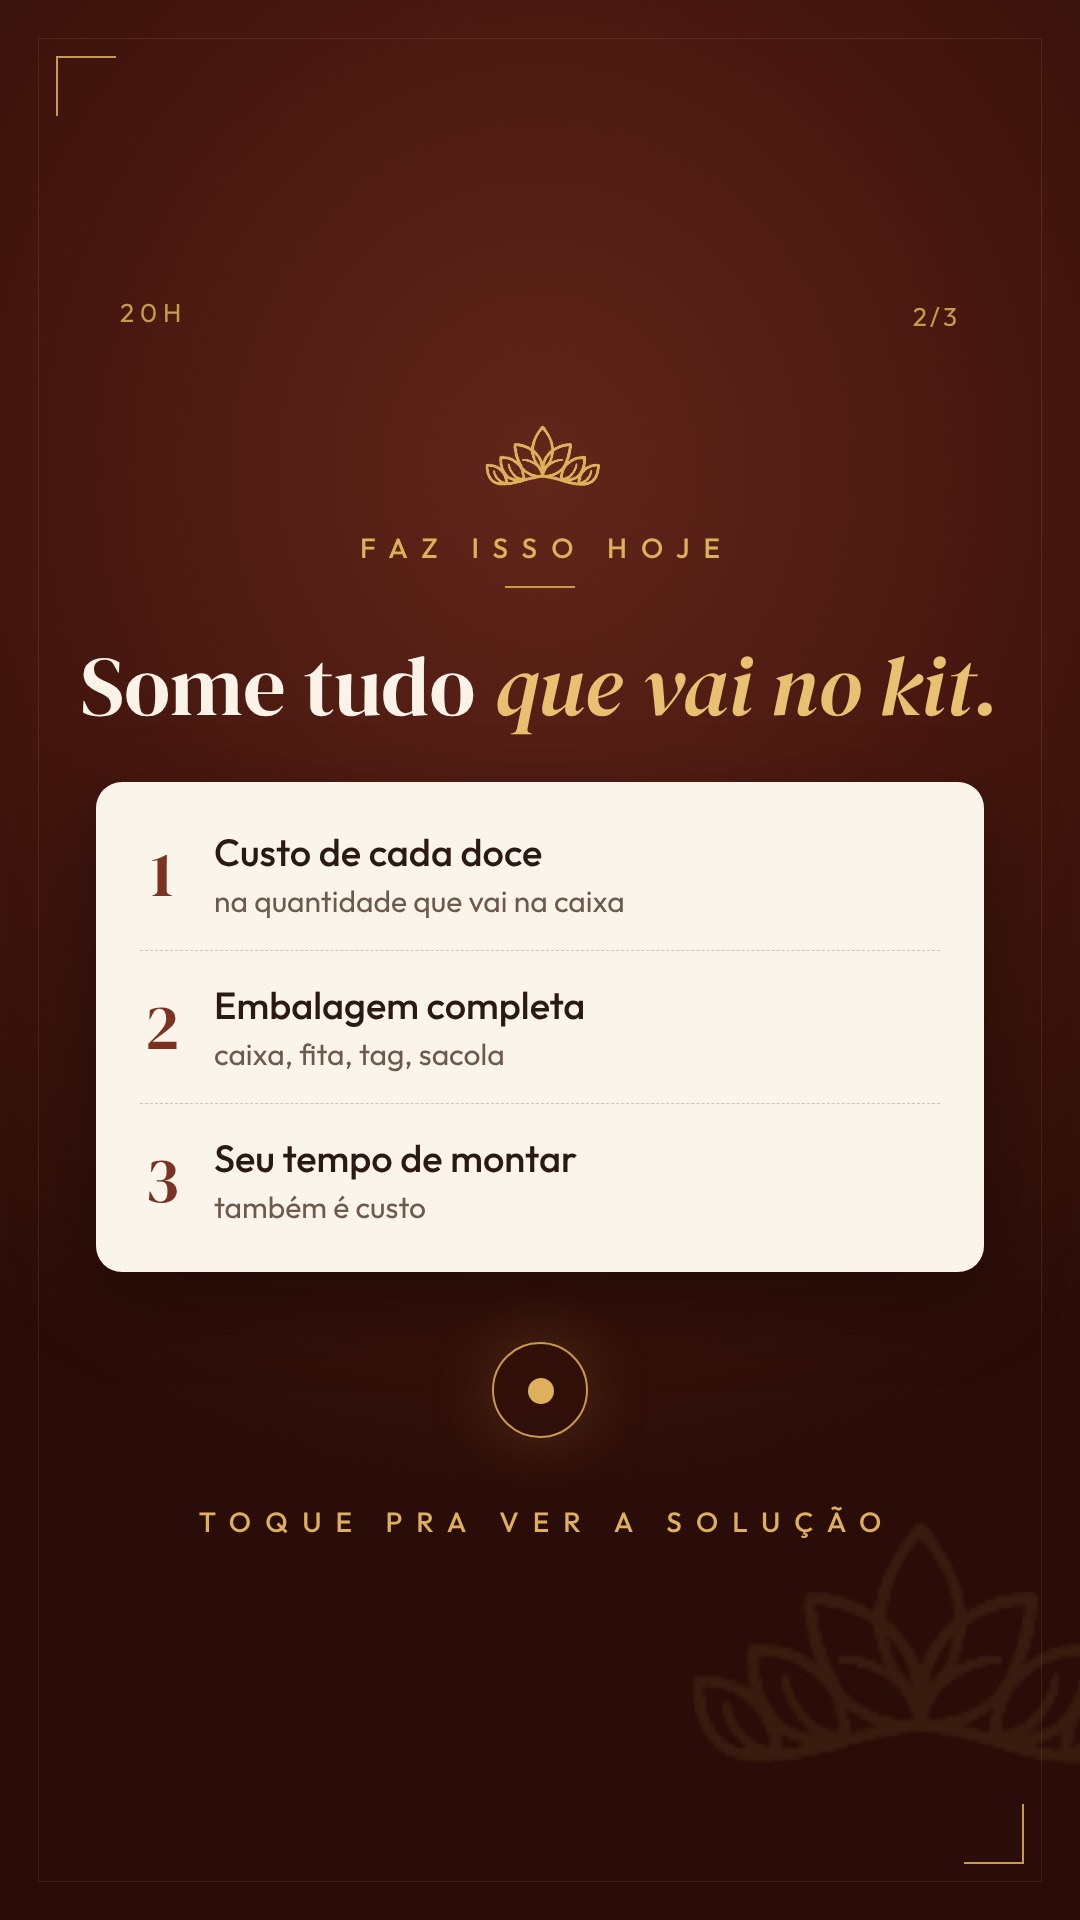 20H
2/3
FAZ ISSO HOJE
Some tudo que vai no kit.
1
Custo de cada doce
na quantidade que vai na caixa
2
Embalagem completa
caixa, fita, tag, sacola
3
Seu tempo de montar
também é custo
TOQUE PRA VER A SOLUÇÃO